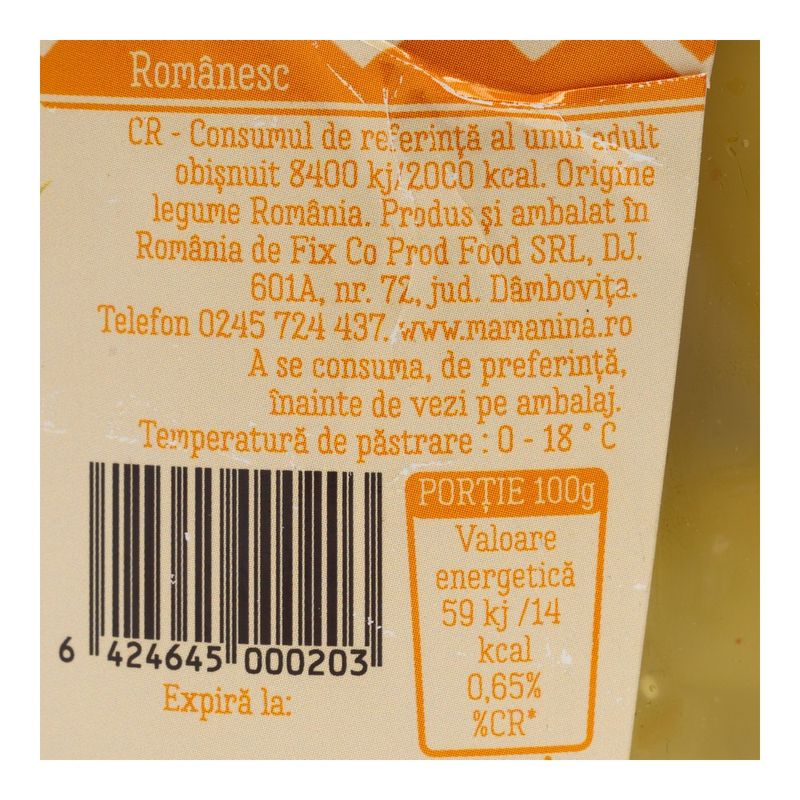 Românesc
CR - Consumul de referință al unui adult
obișnuit 8400 kj/2000 kcal. Origine
legume România. Produs și ambalat în
România de Fix Co Prod Food SRL, DJ.
601A, nr. 72, jud. Dâmbovița.
Telefon 0245 724 437. www.mamanina.ro
A se consuma, de preferință,
înainte de vezi pe ambalaj.
Temperatură de păstrare : 0 - 18 ° C
6 424645 000203
Expiră la:
PORȚIE 100g
Valoare
energetică
59 kj /14
kcal
0,65%
%CR*